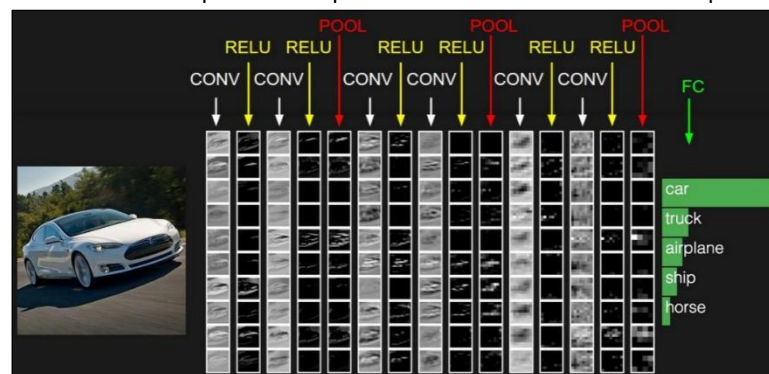 POOL POOL POOL
RELU RELU RELU RELU RELU RELU
CONV CONV CONV CONV CONV CONV
FC
car
truck
airplane
ship
horse